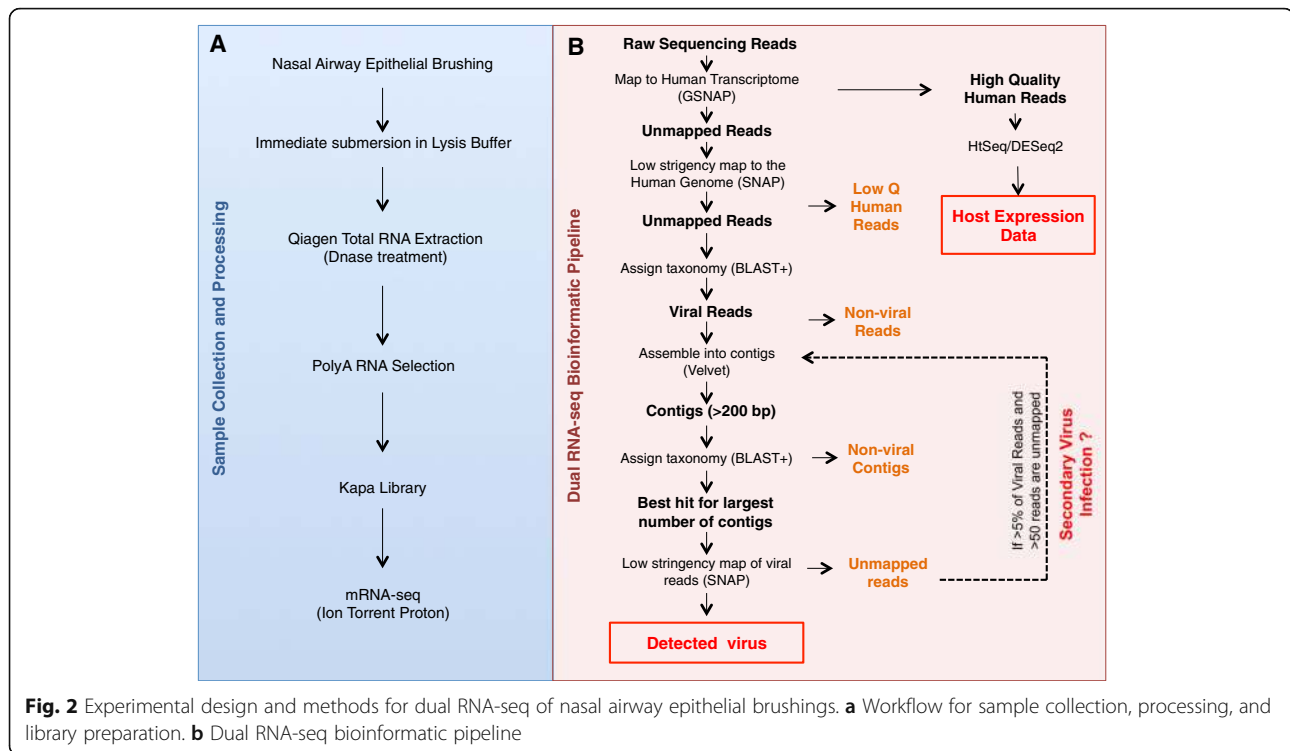 A
Sample Collection and Processing
Nasal Airway Epithelial Brushing
Immediate submersion in Lysis Buffer
Qiagen Total RNA Extraction
(Dnase treatment)
PolyA RNA Selection
Kapa Library
mRNA-seq
(Ion Torrent Proton)
B
Dual RNA-seq Bioinformatic Pipeline
Raw Sequencing Reads
Map to Human Transcriptome
(GSNAP)
High Quality
Human Reads
HtSeq/DESeq2
Host Expression
Data
Unmapped Reads
Low strigency map to the
Human Genome (SNAP)
Low Q
Human
Reads
Unmapped Reads
Assign taxonomy (BLAST+)
Viral Reads
Non-viral
Reads
Assemble into contigs
(Velvet)
Contigs (>200 bp)
Assign taxonomy (BLAST+)
Non-viral
Contigs
Best hit for largest
number of contigs
Low stringency map of viral
reads (SNAP)
Unmapped
reads
If >5% of Viral Reads and
>50 reads are unmapped
Secondary Virus
Infection ?
Detected virus
Fig. 2 Experimental design and methods for dual RNA-seq of nasal airway epithelial brushings. a Workflow for sample collection, processing, and
library preparation. b Dual RNA-seq bioinformatic pipeline